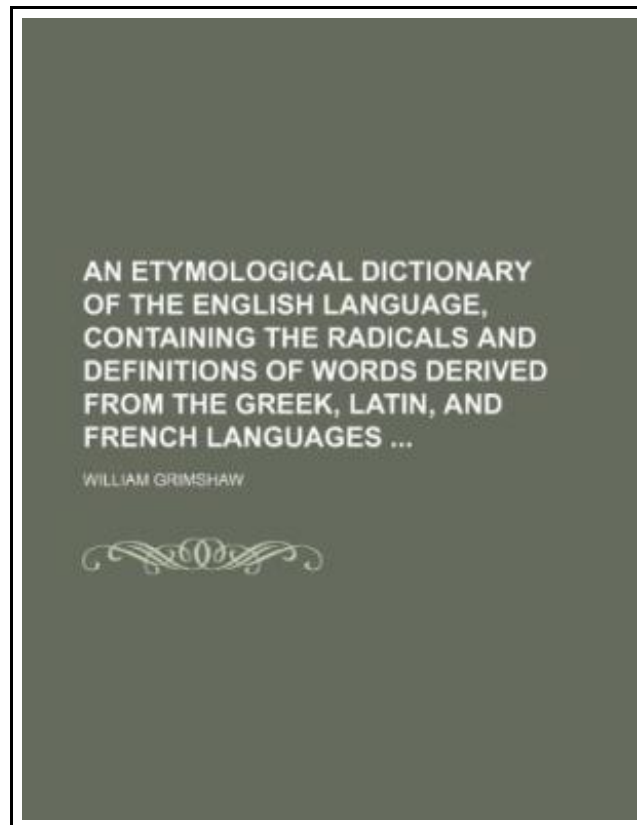 AN ETYMOLOGICAL DICTIONARY
OF THE ENGLISH LANGUAGE,
CONTAINING THE RADICALS AND
DEFINITIONS OF WORDS DERIVED
FROM THE GREEK, LATIN, AND
FRENCH LANGUAGES ...
WILLIAM GRIMSHAW